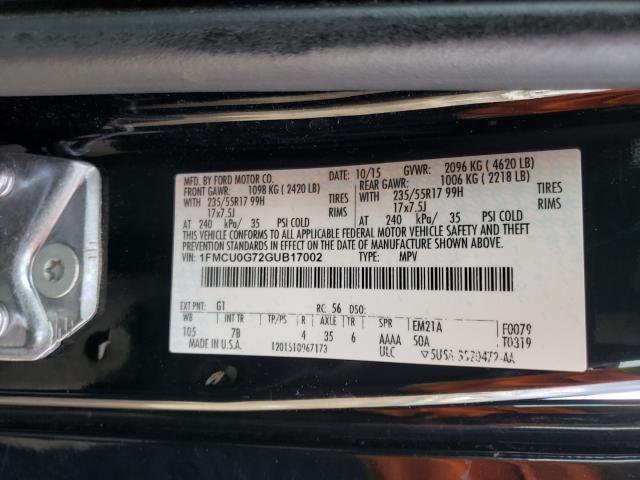 MFD. BY FORD MOTOR CO.
DATE: 10/15 GVWR: 2096 KG ( 4620 LB)
FRONT GAWR: 1098 KG ( 2420 LB) REAR GAWR: 1006 KG ( 2218 LB)
WITH 235/55R17 99H TIRES WITH 235/55R17 99H TIRES
17x7.5J RIMS 17x7.5J RIMS
AT 240 kPa/ 35 PSI COLD AT 240 kPa/ 35 PSI COLD
THIS VEHICLE CONFORMS TO ALL APPLICABLE FEDERAL MOTOR VEHICLE SAFETY AND THEFT
PREVENTION STANDARDS IN EFFECT ON THE DATE OF MANUFACTURE SHOWN ABOVE.
VIN: 1FMCU0G72GUB17002 TYPE: MPV
EXT PNT: G1 RC: 56 DSO:
WB INT TR TP/PS R AXLE TR SPR EM21A F0079
105 7B 4 35 6 AAAA 50A T0319
MADE IN U.S.A. 1201510967173 ULC